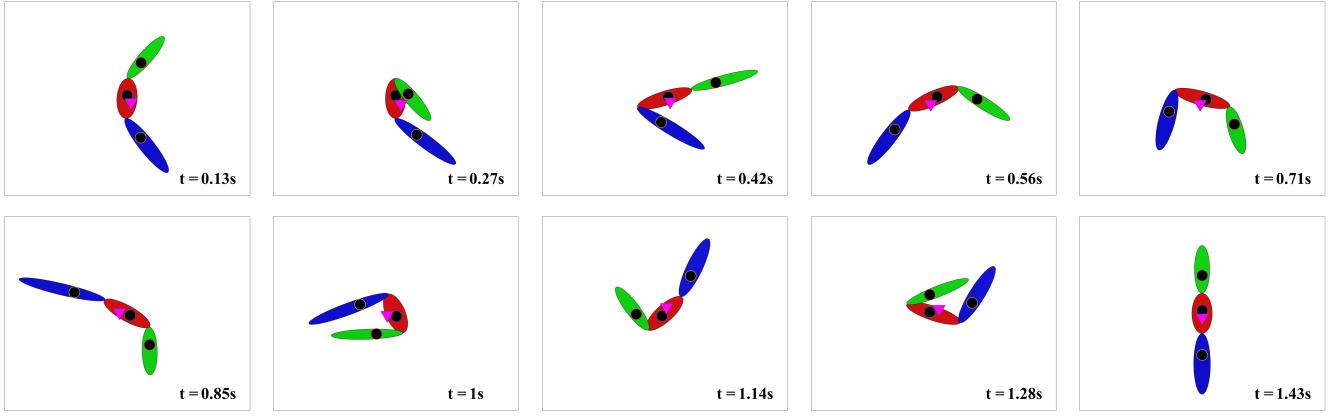 t = 0.13s
t = 0.27s
t = 0.42s
t = 0.56s
t = 0.71s
t = 0.85s
t = 1s
t = 1.14s
t = 1.28s
t = 1.43s